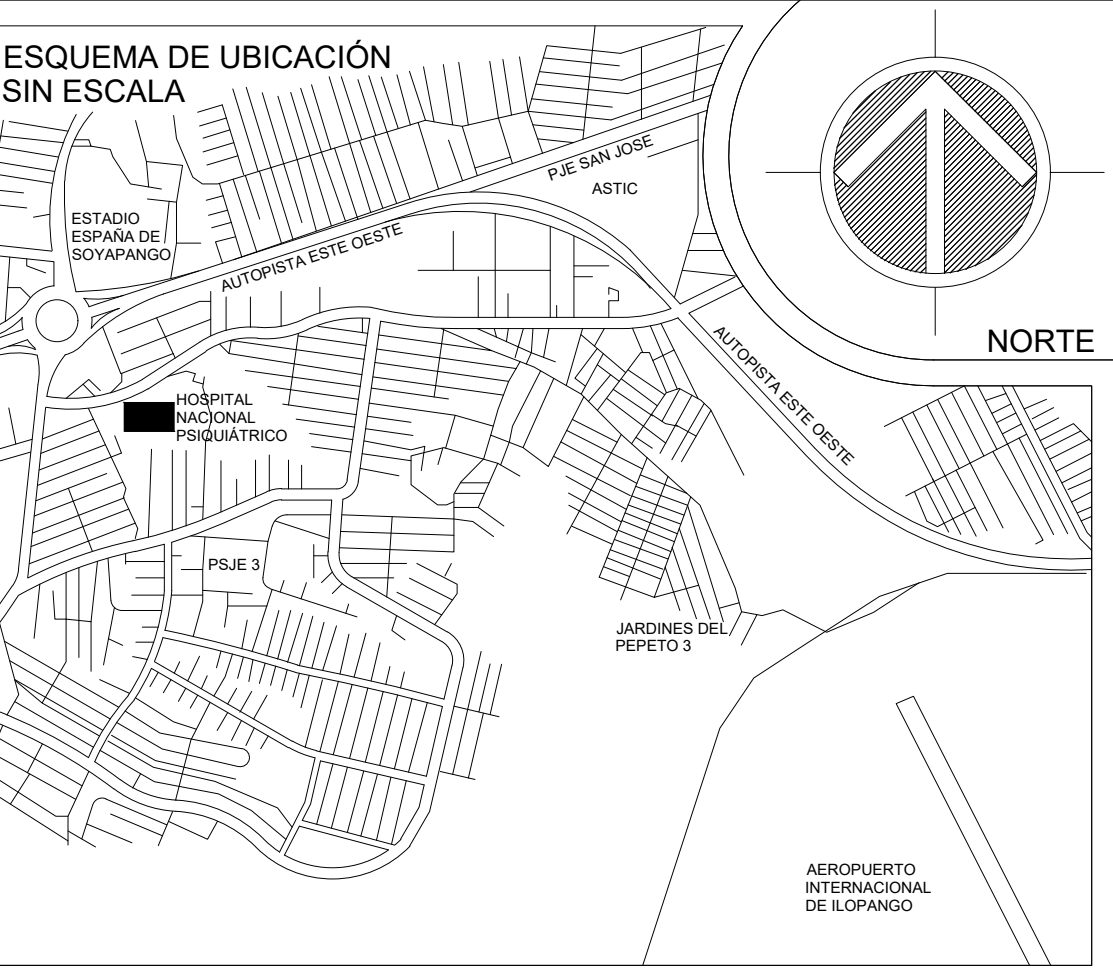 ESQUEMA DE UBICACIÓN
SIN ESCALA
PJE SAN JOSE
ASTIC
ESTADIO
ESPAÑA DE
SOYAPANGO
AUTOPISTA ESTE OESTE
NORTE
AUTOPISTA ESTE OESTE
HOSPITAL
NACIONAL
PSIQUIÁTRICO
PSJE 3
JARDINES DEL
PEPETO 3
AEROPUERTO
INTERNACIONAL
DE ILOPANGO